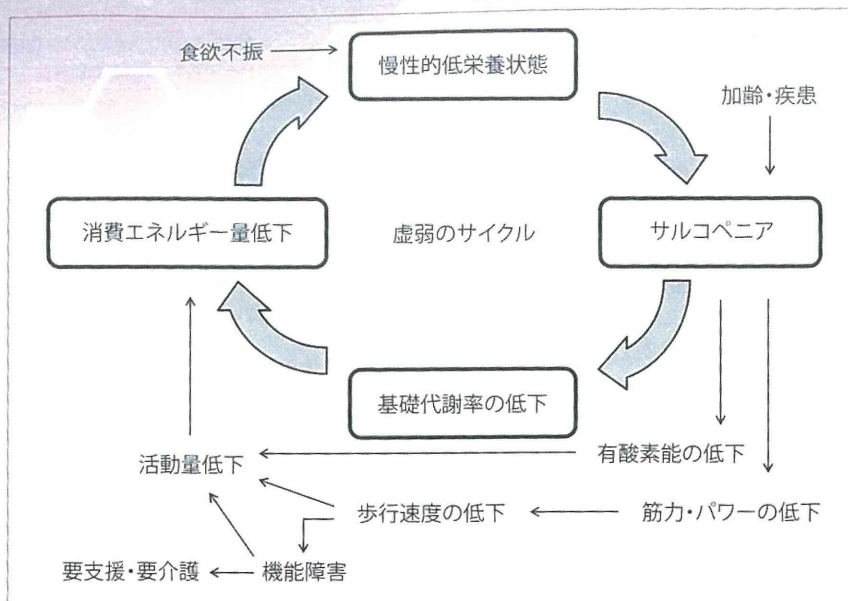 食欲不振
慢性的低栄養状態
加齢・疾患
消費エネルギー量低下
虚弱のサイクル
サルコペニア
基礎代謝率の低下
有酸素能の低下
活動量低下
歩行速度の低下
筋力・パワーの低下
要支援・要介護
機能障害